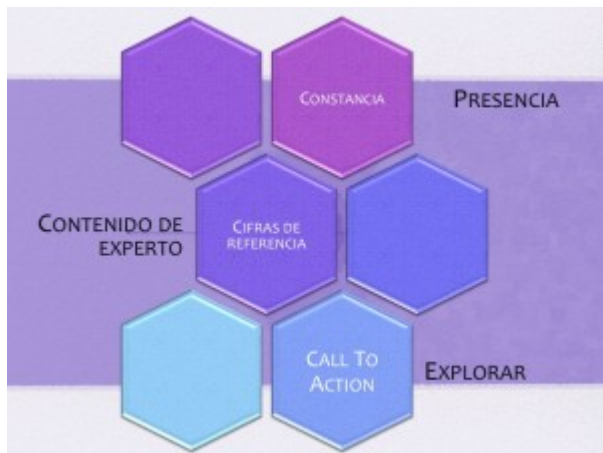 CONSTANCIA
PRESENCIA
CONTENIDO DE
EXPERTO
CIFRAS DE
REFERENCIA
CALL TO
ACTION
EXPLORAR